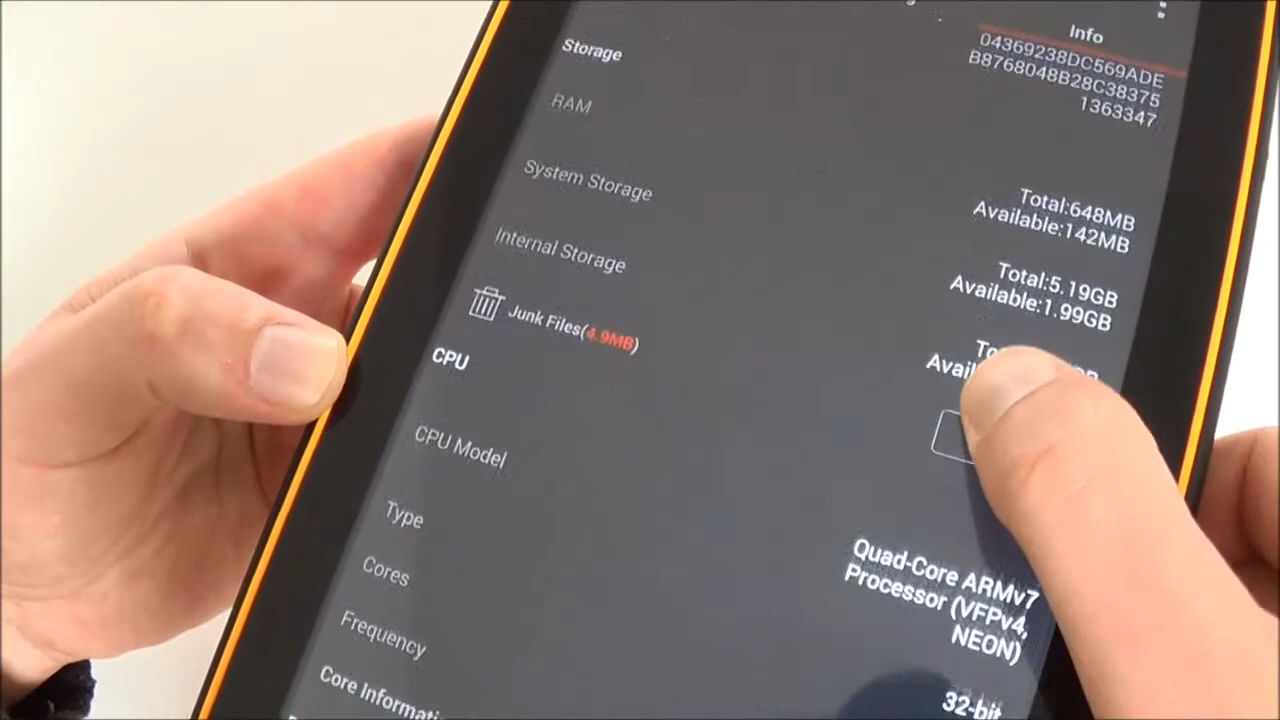 Info
04369238DC569ADE
B8768048B28C38375
1363347
Storage
RAM
Total:648MB
Available:142MB
System Storage
Total:5.19GB
Available:1.99GB
Internal Storage
Junk Files(4.9MB)
CPU
CPU Model
Quad-Core ARMv7
Processor (VFPv4,
NEON)
Type
32-bit
Cores
Frequency